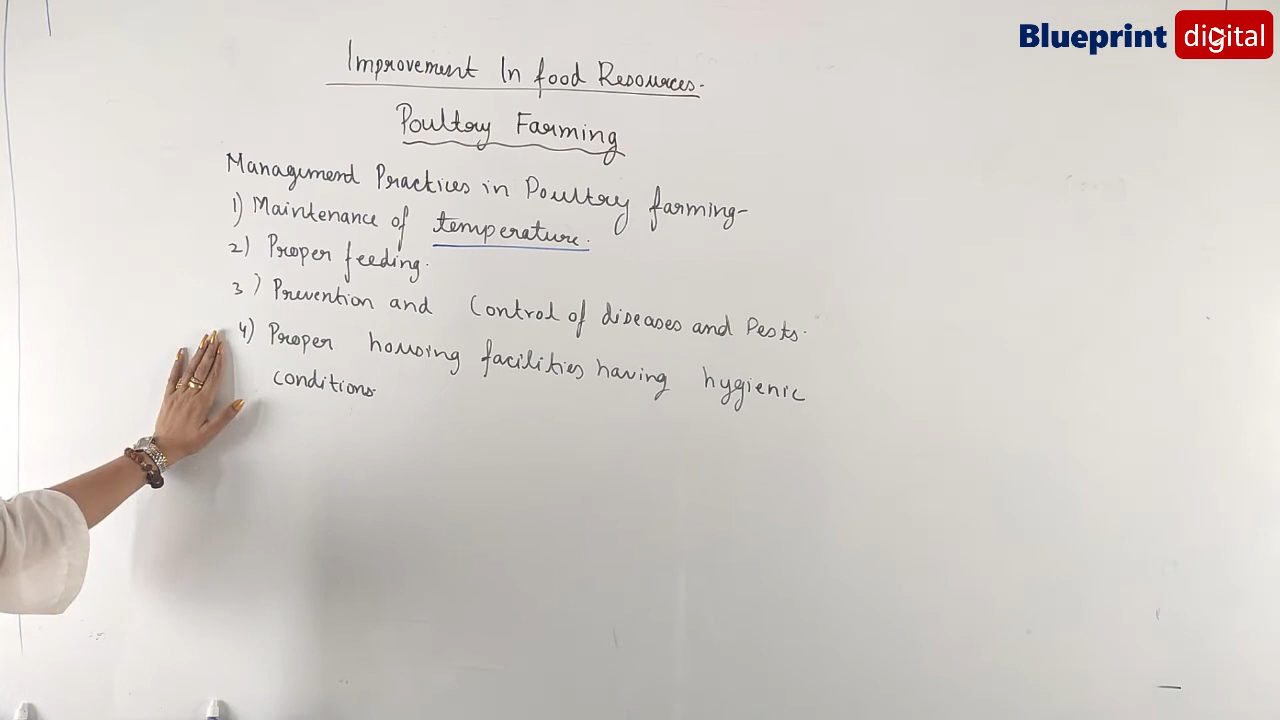 Blueprint digital
Improvement In food Resources.
Poultry Farming
Management Practices in Poultry farming-
1) Maintenance of temperature.
2) Proper feeding.
3) Prevention and Control of diseases and Pests.
4) Proper housing facilities having hygienic
conditions.